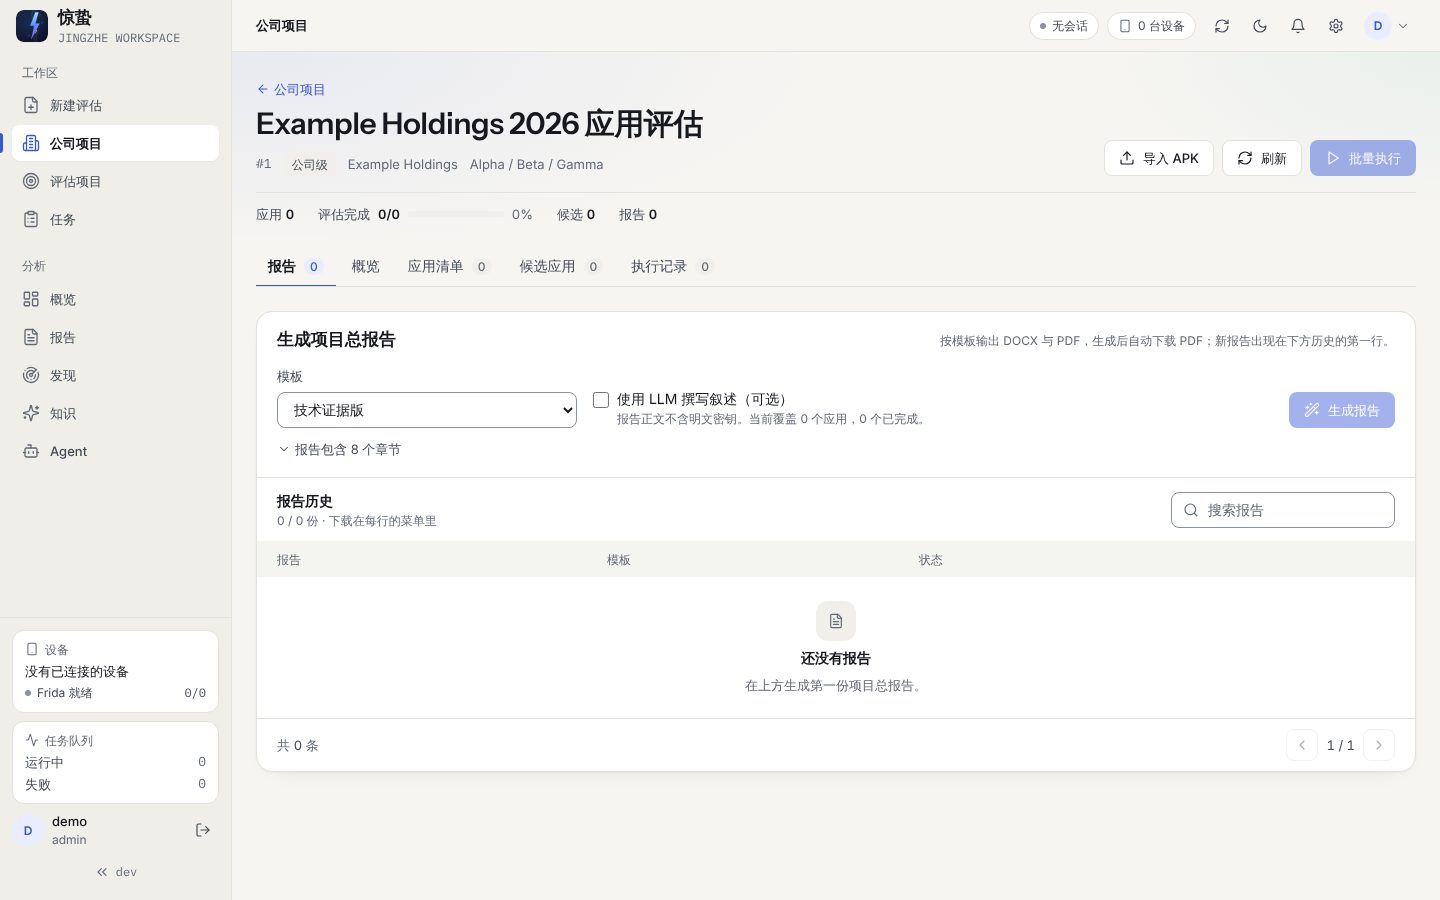 惊蛰
JINGZHE WORKSPACE
工作区
新建评估
公司项目
评估项目
任务
分析
概览
报告
发现
知识
Agent
设备
没有已连接的设备
Frida 就绪 0/0
任务队列
运行中 0
失败 0
D demo
admin
dev
公司项目
无会话
0 台设备
D
公司项目
Example Holdings 2026 应用评估
#1 公司级 Example Holdings Alpha / Beta / Gamma
导入 APK
刷新
批量执行
应用 0 评估完成 0/0 0% 候选 0 报告 0
报告 0 概览 应用清单 0 候选应用 0 执行记录 0
生成项目总报告
按模板输出 DOCX 与 PDF，生成后自动下载 PDF；新报告出现在下方历史的第一行。
模板
技术证据版
使用 LLM 撰写叙述（可选）
报告正文不含明文密钥。当前覆盖 0 个应用，0 个已完成。
生成报告
报告包含 8 个章节
报告历史
0 / 0 份 · 下载在每行的菜单里
搜索报告
报告 模板 状态
还没有报告
在上方生成第一份项目总报告。
共 0 条
1 / 1